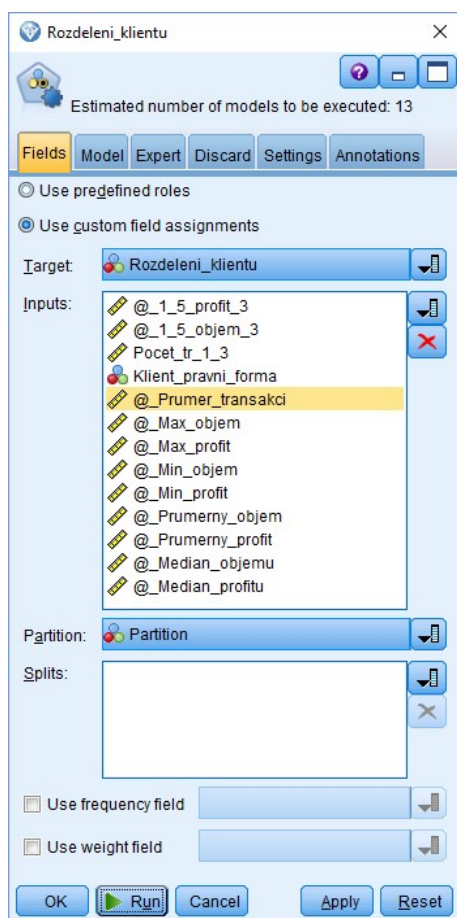 Rozdeleni_klientu
Estimated number of models to be executed: 13
Fields Model Expert Discard Settings Annotations
Use predefined roles
Use custom field assignments
Target: Rozdeleni_klientu
Inputs: @_1_5_profit_3
@_1_5_objem_3
Pocet_tr_1_3
Klient_pravni_forma
@_Prumer_transakci
@_Max_objem
@_Max_profit
@_Min_objem
@_Min_profit
@_Prumerny_objem
@_Prumerny_profit
@_Median_objemu
@_Median_profitu
Partition: Partition
Splits:
Use frequency field
Use weight field
OK Run Cancel Apply Reset